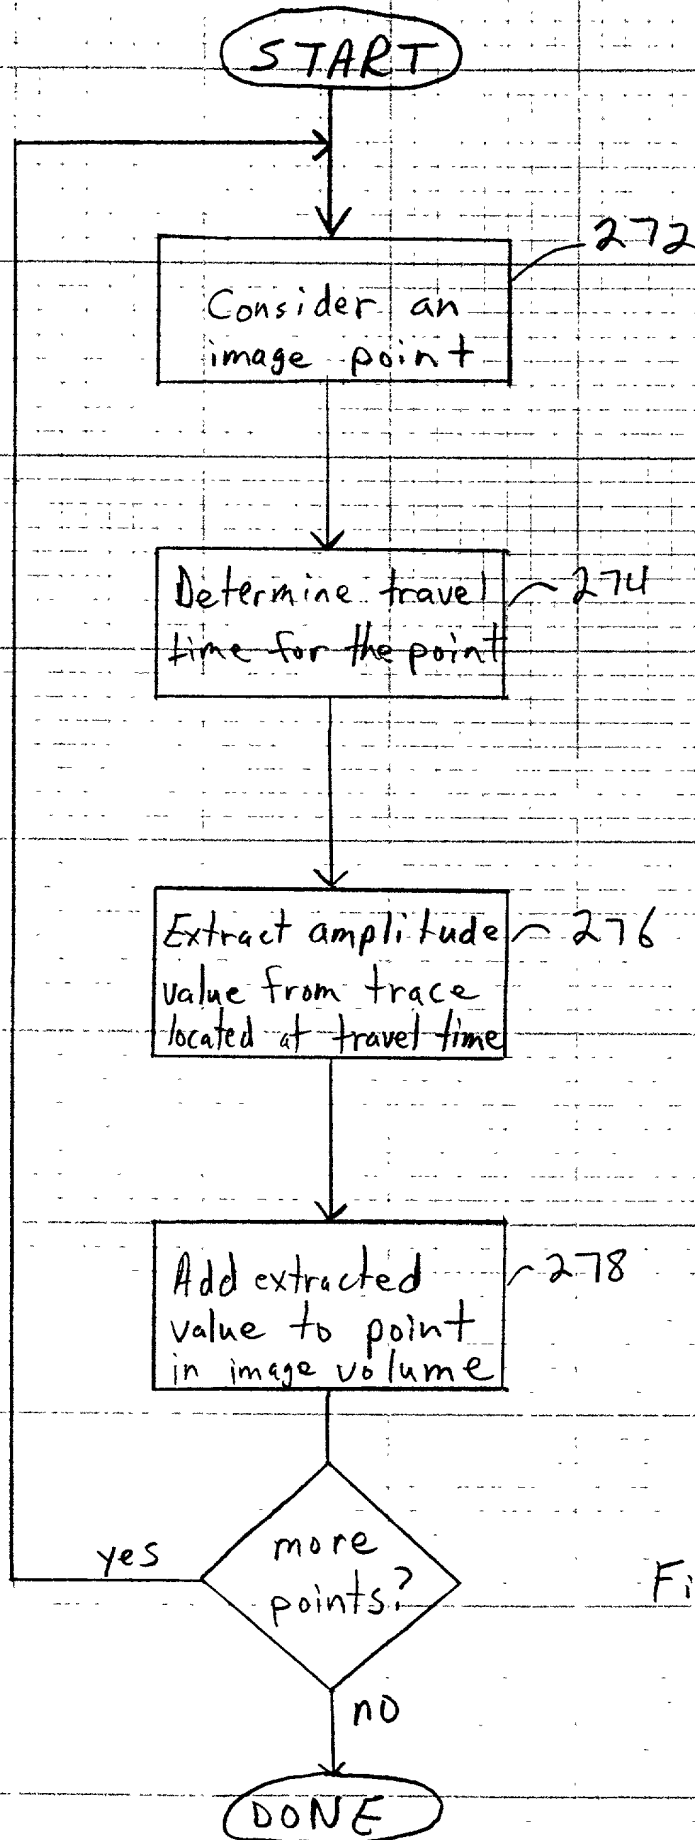 START
272
Consider an
image point
Determine travel
time for the point
274
Extract amplitude
value from trace
located at travel time
276
Add extracted
value to point
in image volume
278
more
points?
yes
Fi
no
DONE